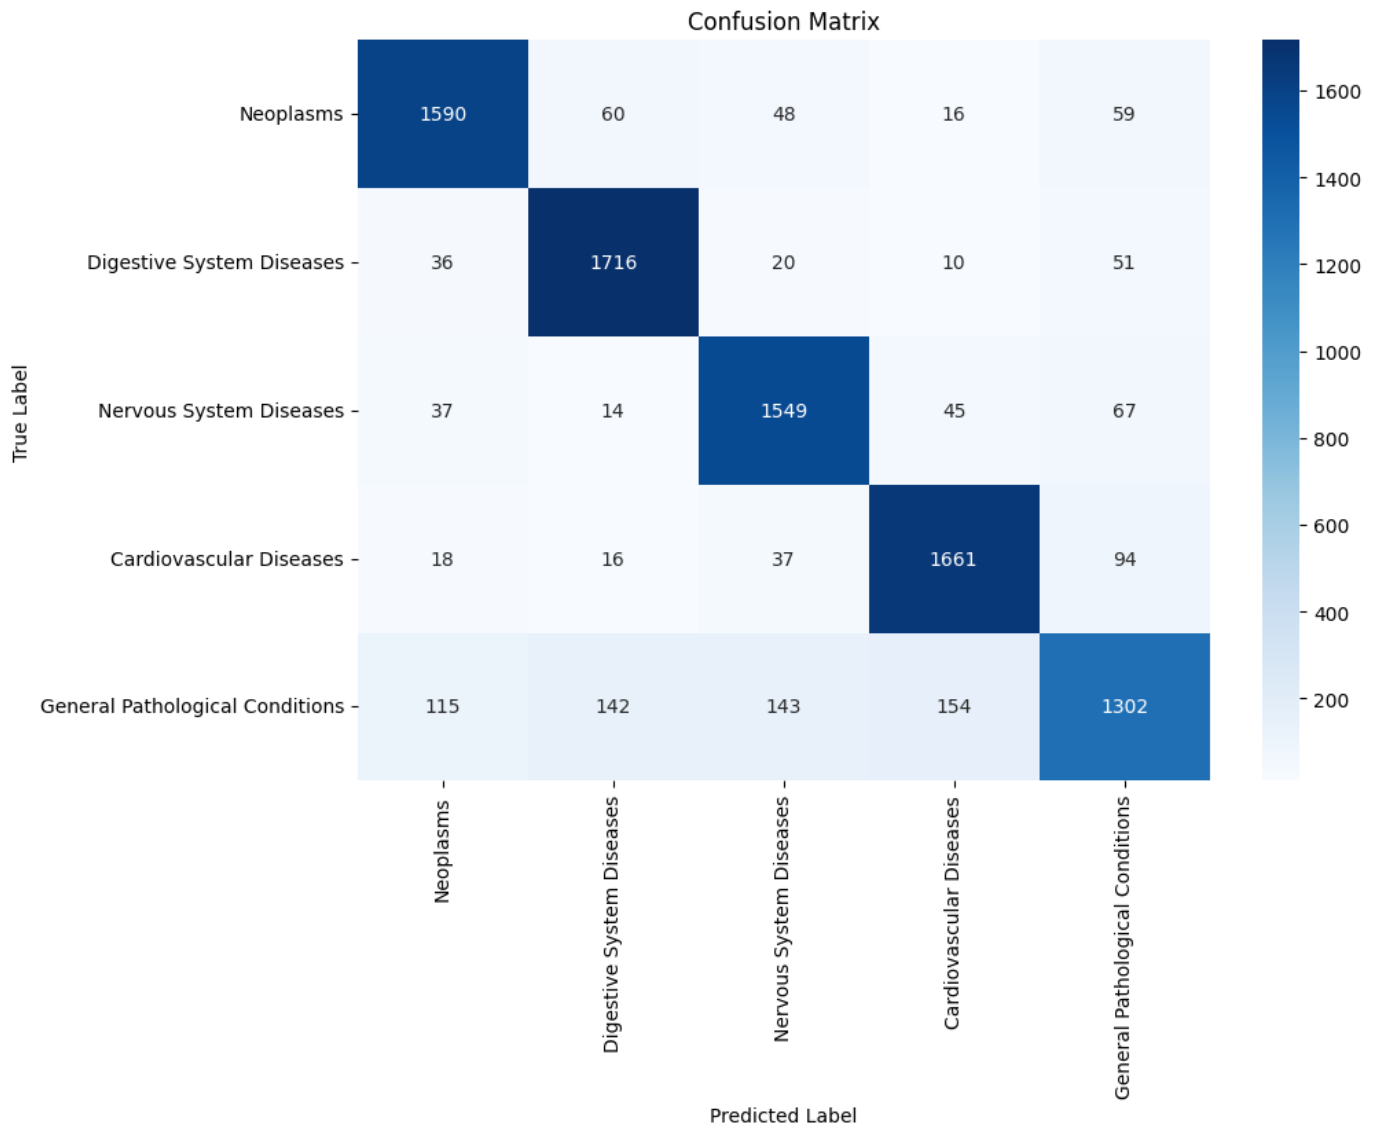 Confusion Matrix
Neoplasms 1590 60 48 16 59
Digestive System Diseases 36 1716 20 10 51
Nervous System Diseases 37 14 1549 45 67
Cardiovascular Diseases 18 16 37 1661 94
General Pathological Conditions 115 142 143 154 1302
True Label
Neoplasms
Digestive System Diseases
Nervous System Diseases
Cardiovascular Diseases
General Pathological Conditions
Predicted Label
1600
1400
1200
1000
800
600
400
200